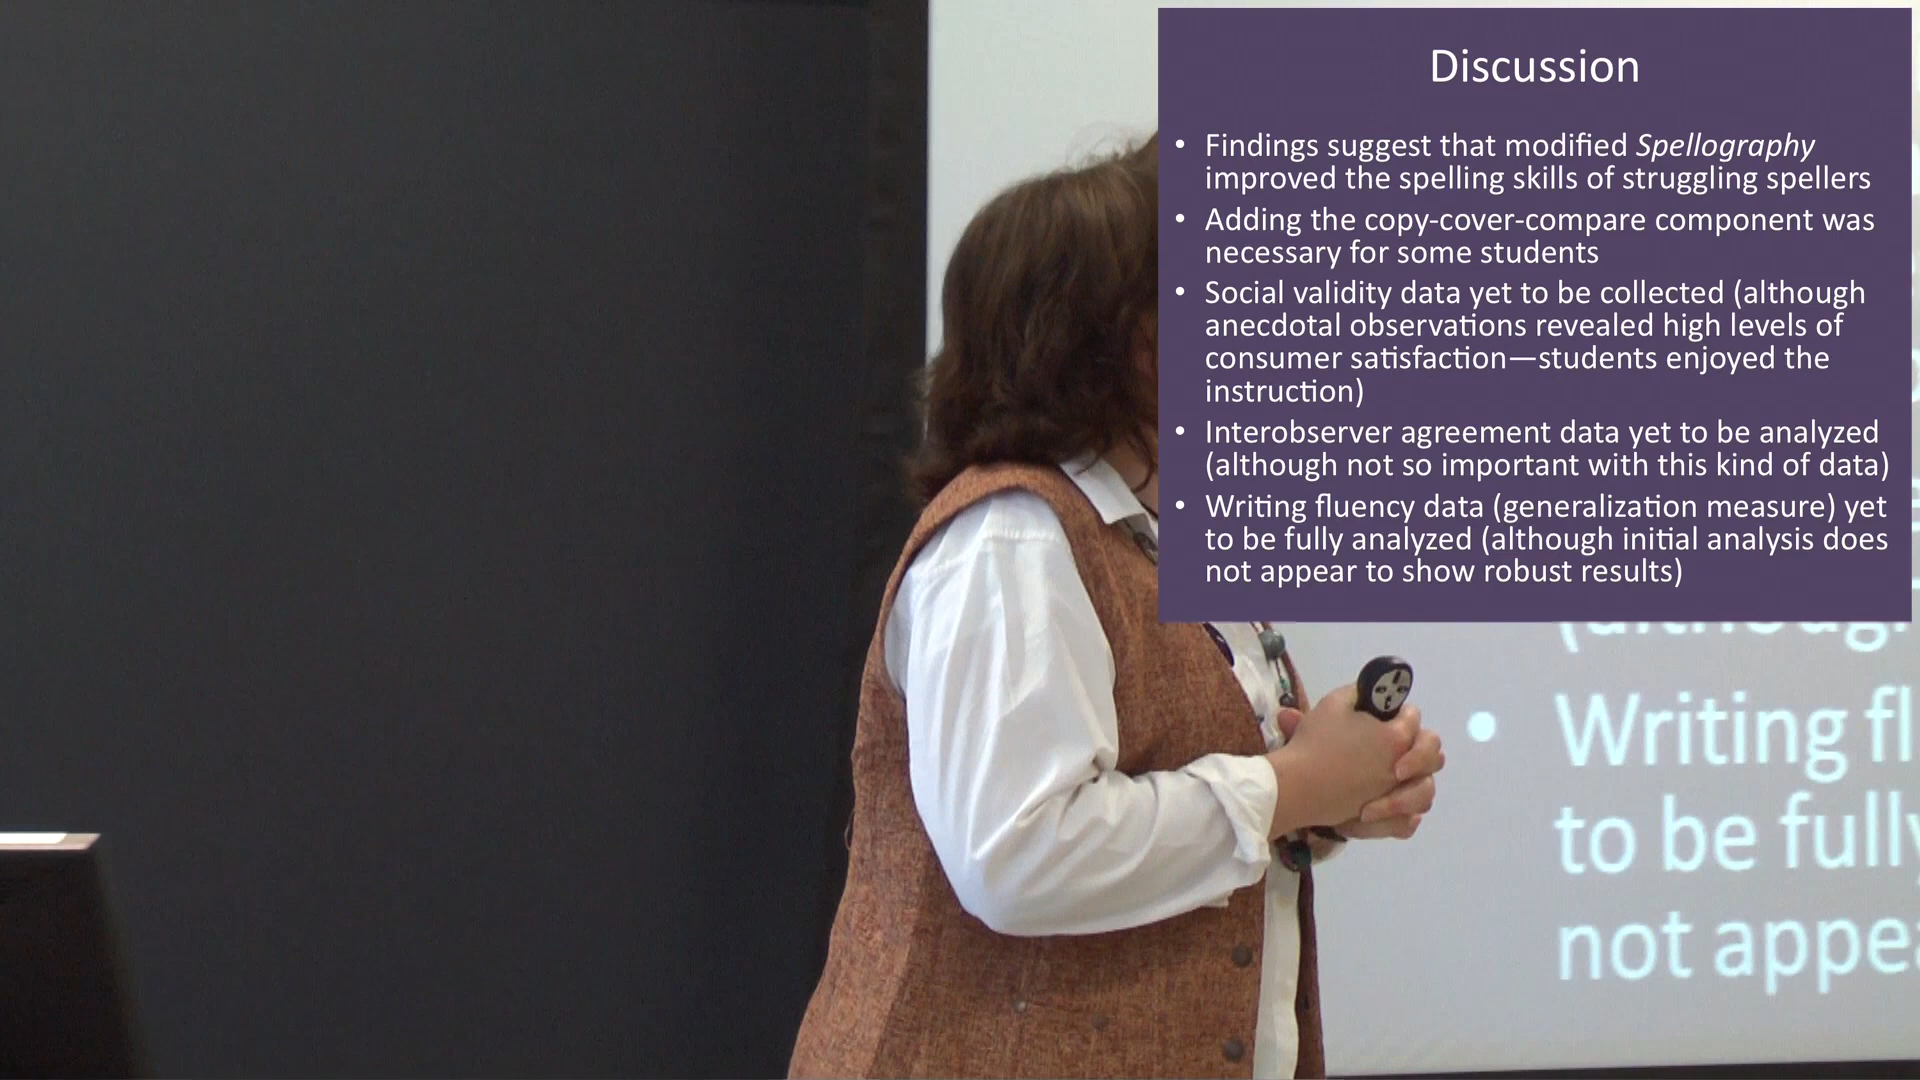 Discussion
• Findings suggest that modified Spellography
improved the spelling skills of struggling spellers
• Adding the copy-cover-compare component was
necessary for some students
• Social validity data yet to be collected (although
anecdotal observations revealed high levels of
consumer satisfaction—students enjoyed the
instruction)
• Interobserver agreement data yet to be analyzed
(although not so important with this kind of data)
• Writing fluency data (generalization measure) yet
to be fully analyzed (although initial analysis does
not appear to show robust results)
• Writing fl
to be fully
not appea